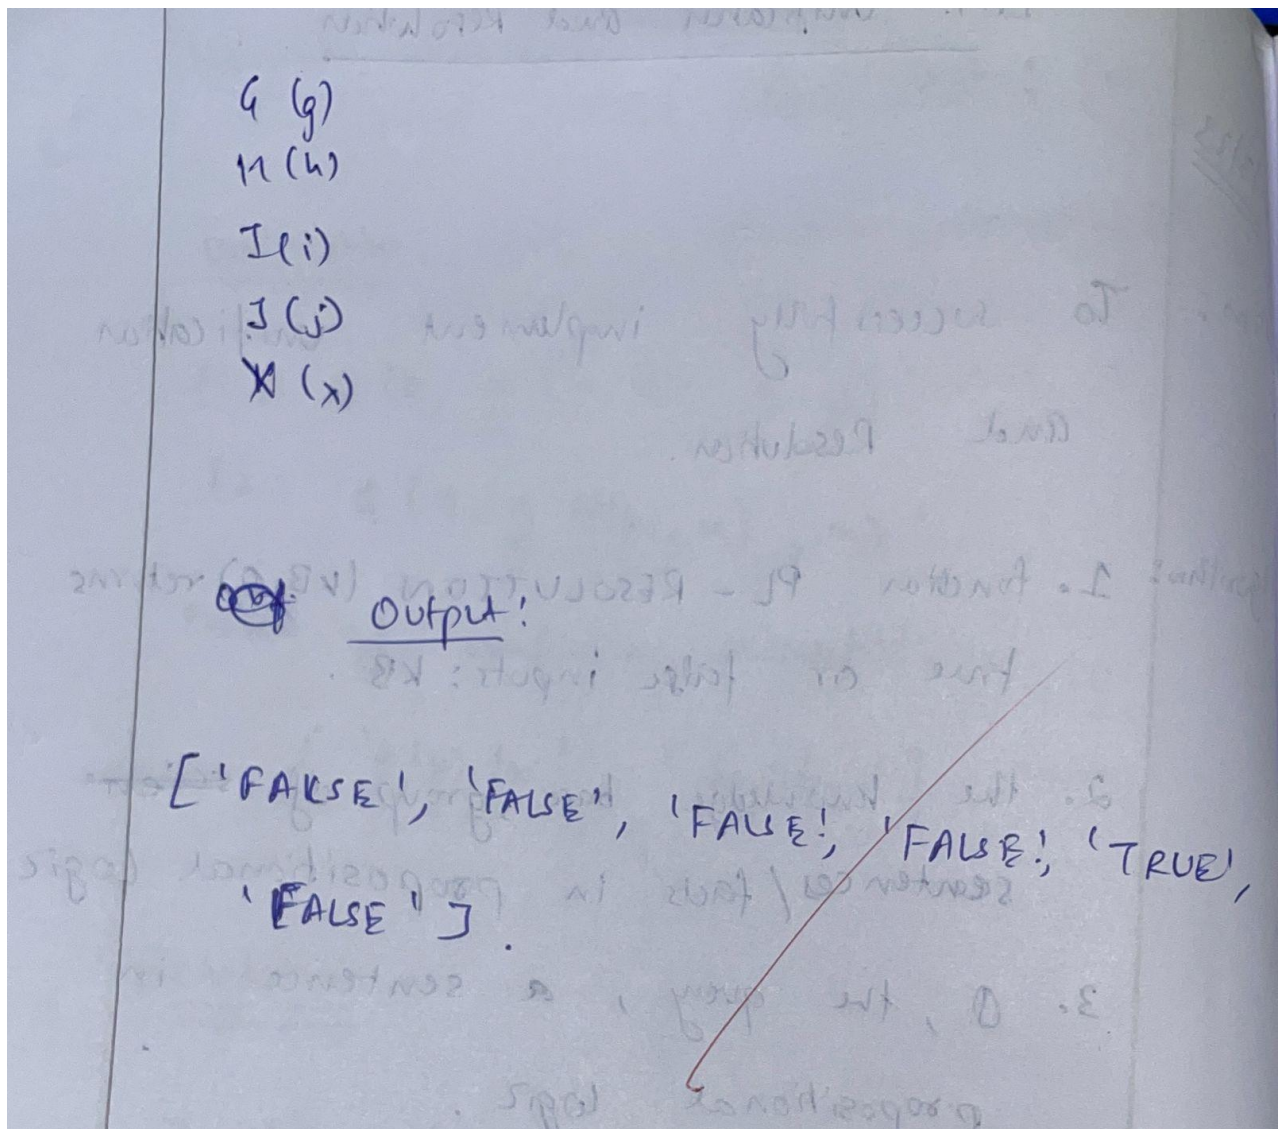 G (g)
H (h)
I(i)
J (j)
(x)
Output:
['FALSE', 'FALSE', 'FALSE', 'FALSE', 'TRUE',
'FALSE'].